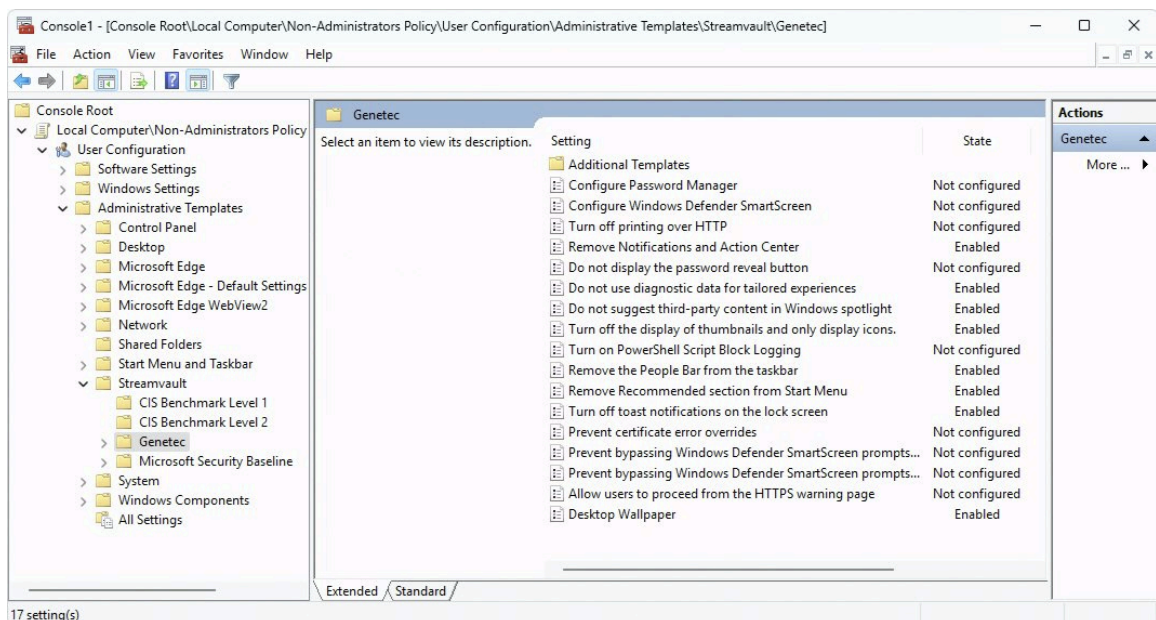 Console1 - [Console Root\Local Computer\Non-Administrators Policy\User Configuration\Administrative Templates\Streamvault\Genetec]
File Action View Favorites Window Help
Console Root
Local Computer\Non-Administrators Policy
User Configuration
Software Settings
Windows Settings
Administrative Templates
Control Panel
Desktop
Microsoft Edge
Microsoft Edge - Default Settings
Microsoft Edge WebView2
Network
Shared Folders
Start Menu and Taskbar
Streamvault
CIS Benchmark Level 1
CIS Benchmark Level 2
Genetec
Microsoft Security Baseline
System
Windows Components
All Settings
Genetec
Select an item to view its description.
Setting State
Additional Templates
Configure Password Manager Not configured
Configure Windows Defender SmartScreen Not configured
Turn off printing over HTTP Not configured
Remove Notifications and Action Center Enabled
Do not display the password reveal button Not configured
Do not use diagnostic data for tailored experiences Enabled
Do not suggest third-party content in Windows spotlight Enabled
Turn off the display of thumbnails and only display icons. Enabled
Turn on PowerShell Script Block Logging Not configured
Remove the People Bar from the taskbar Enabled
Remove Recommended section from Start Menu Enabled
Turn off toast notifications on the lock screen Enabled
Prevent certificate error overrides Not configured
Prevent bypassing Windows Defender SmartScreen prompts... Not configured
Prevent bypassing Windows Defender SmartScreen prompts... Not configured
Allow users to proceed from the HTTPS warning page Not configured
Desktop Wallpaper Enabled
Extended Standard
Actions
Genetec
More ...
17 setting(s)